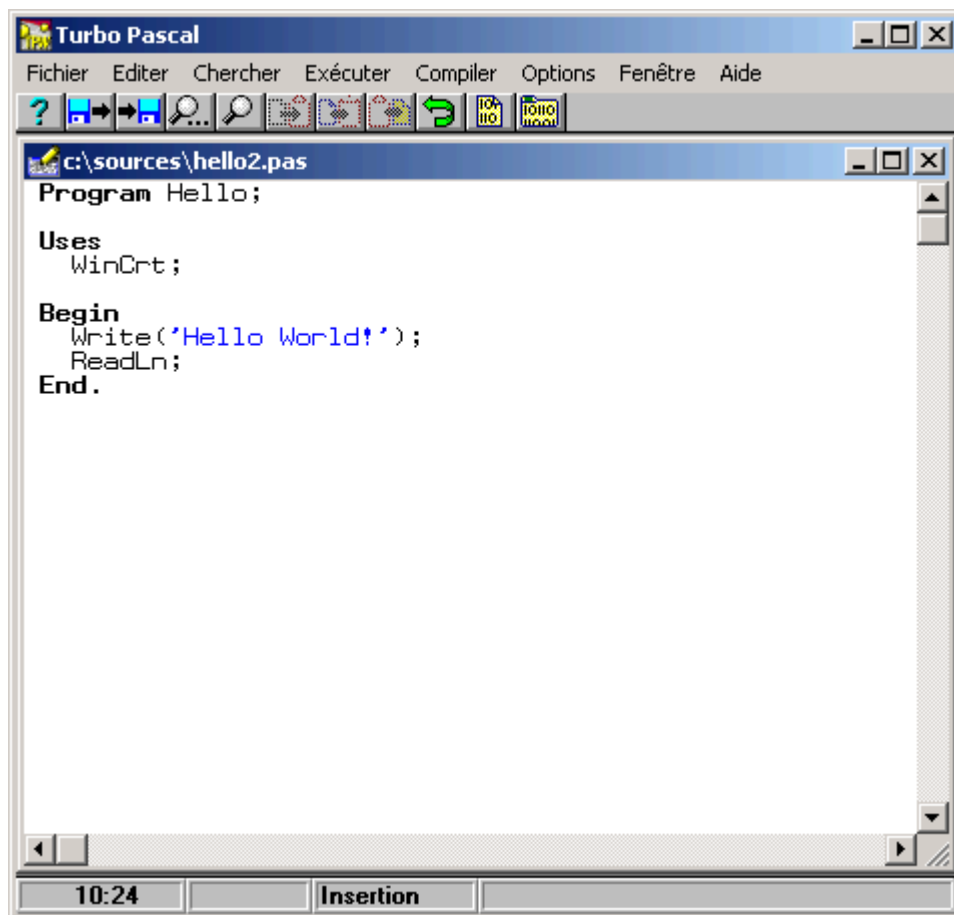 Turbo Pascal
Fichier Editer Chercher Exécuter Compiler Options Fenêtre Aide
c:\sources\hello2.pas
Program Hello;
Uses
WinCrt;
Begin
Write('Hello World!');
ReadLn;
End.
10:24 Insertion